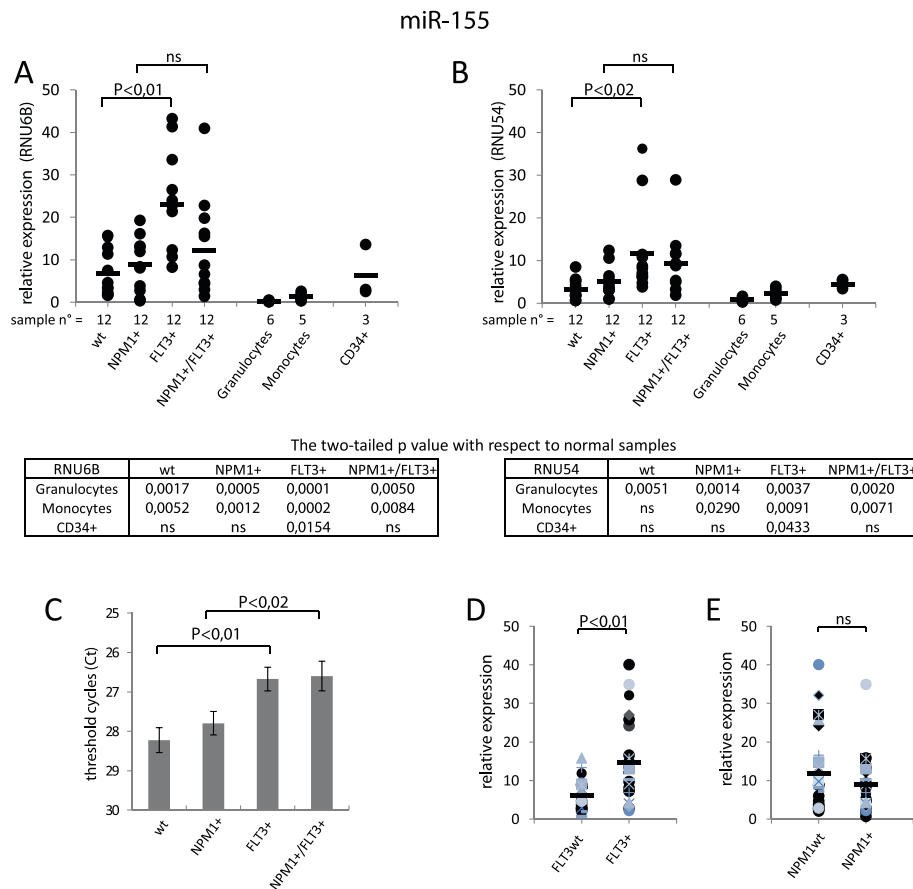 miR-155
A
ns
P<0,01
relative expression (RNU6B)
50
40
30
20
10
0
sample n° = 12 12 12 12 6 5 3
wt NPM1+ FLT3+ NPM1+/FLT3+ Granulocytes Monocytes CD34+
B
ns
P<0,02
relative expression (RNU54)
50
40
30
20
10
0
sample n° = 12 12 12 12 6 5 3
wt NPM1+ FLT3+ NPM1+/FLT3+ Granulocytes Monocytes CD34+
The two-tailed p value with respect to normal samples
RNU6B wt NPM1+ FLT3+ NPM1+/FLT3+
Granulocytes 0,0017 0,0005 0,0001 0,0050
Monocytes 0,0052 0,0012 0,0002 0,0084
CD34+ ns ns 0,0154 ns
RNU54 wt NPM1+ FLT3+ NPM1+/FLT3+
Granulocytes 0,0051 0,0014 0,0037 0,0020
Monocytes ns 0,0290 0,0091 0,0071
CD34+ ns ns 0,0433 ns
C
P<0,02
P<0,01
threshold cycles (Ct)
25
26
27
28
29
30
wt NPM1+ FLT3+ NPM1+/FLT3+
D
P<0,01
relative expression
50
40
30
20
10
0
FLT3wt FLT3+
E
ns
relative expression
50
40
30
20
10
0
NPM1wt NPM1+